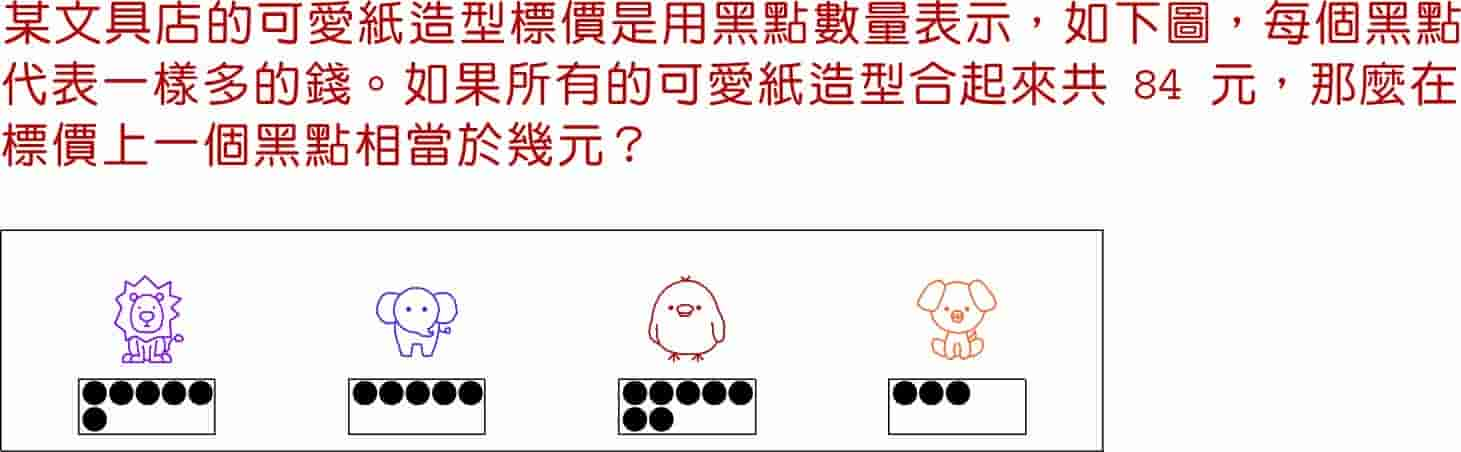 某文具店的可愛紙造型標價是用黑點數量表示，如下圖，每個黑點
代表一樣多的錢。如果所有的可愛紙造型合起來共 84 元，那麼在
標價上一個黑點相當於幾元？